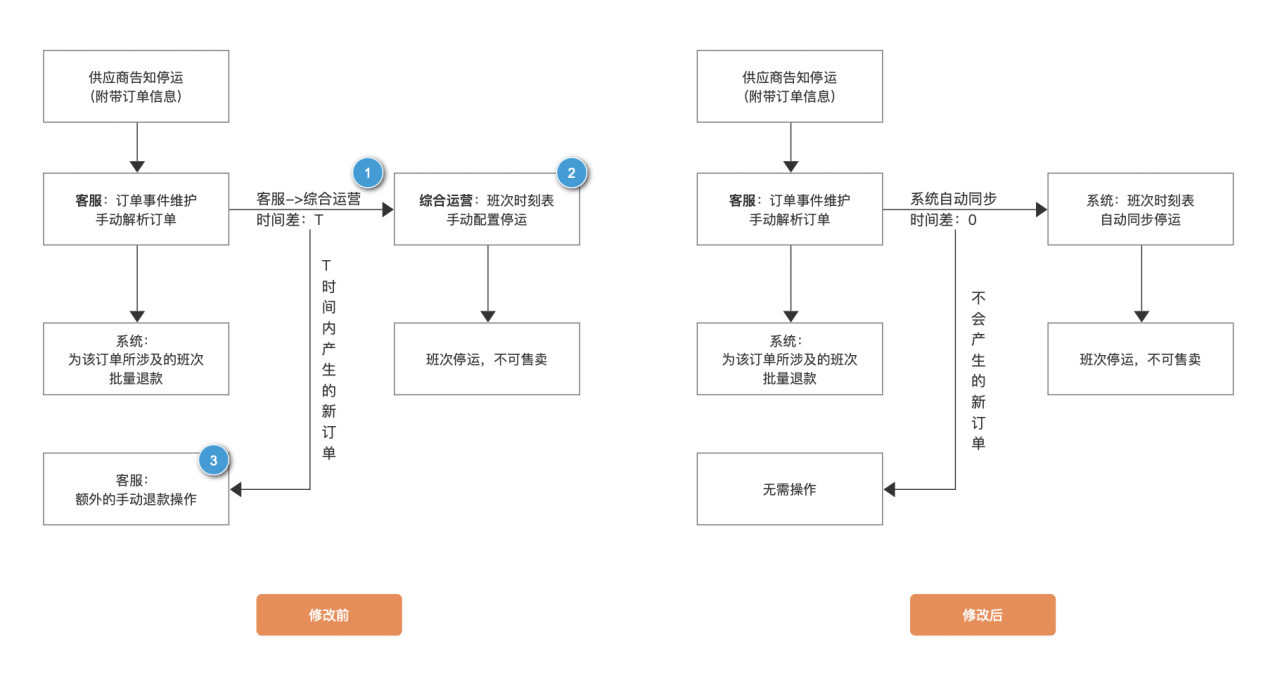 供应商告知停运
(附带订单信息)
1
2
客服：订单事件维护
手动解析订单
客服->综合运营
时间差：T
综合运营：班次时刻表
手动配置停运
T时间内产生的新订单
系统：
为该订单所涉及的班次
批量退款
班次停运，不可售卖
3
客服：
额外的手动退款操作
修改前
供应商告知停运
(附带订单信息)
客服：订单事件维护
手动解析订单
系统自动同步
时间差：0
系统：班次时刻表
自动同步停运
不会产生的新订单
系统：
为该订单所涉及的班次
批量退款
班次停运，不可售卖
无需操作
修改后